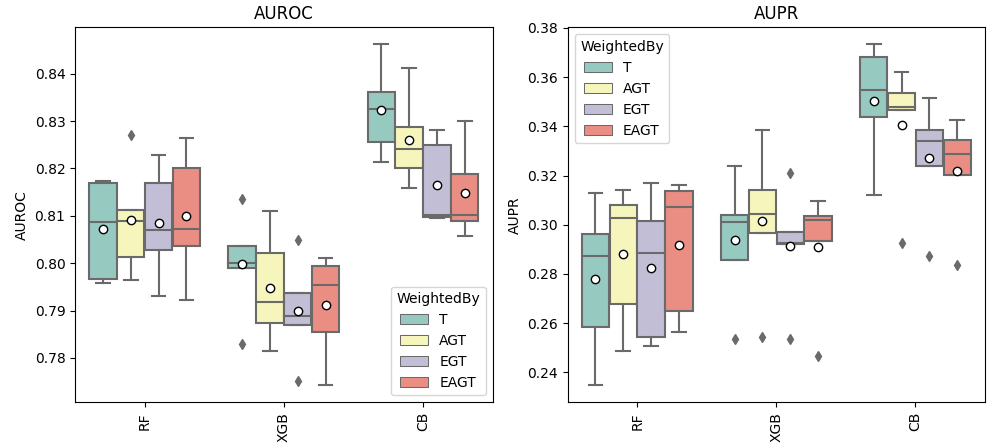 AUROC
AUROC
0.84
0.83
0.82
0.81
0.80
0.79
0.78
RF
XGB
CB
WeightedBy
T
AGT
EGT
EAGT
AUPR
AUPR
0.38
0.36
0.34
0.32
0.30
0.28
0.26
0.24
RF
XGB
CB
WeightedBy
T
AGT
EGT
EAGT